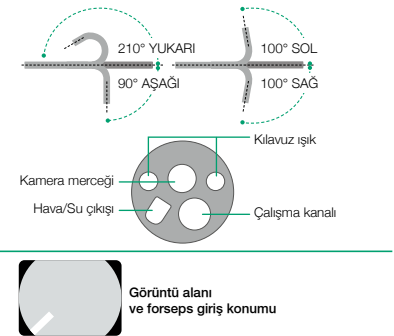 210° YUKARI
90° AŞAĞI
100° SOL
100° SAĞ
Kılavuz ışık
Kamera merceği
Hava/Su çıkışı
Çalışma kanalı
Görüntü alanı
ve forseps giriş konumu